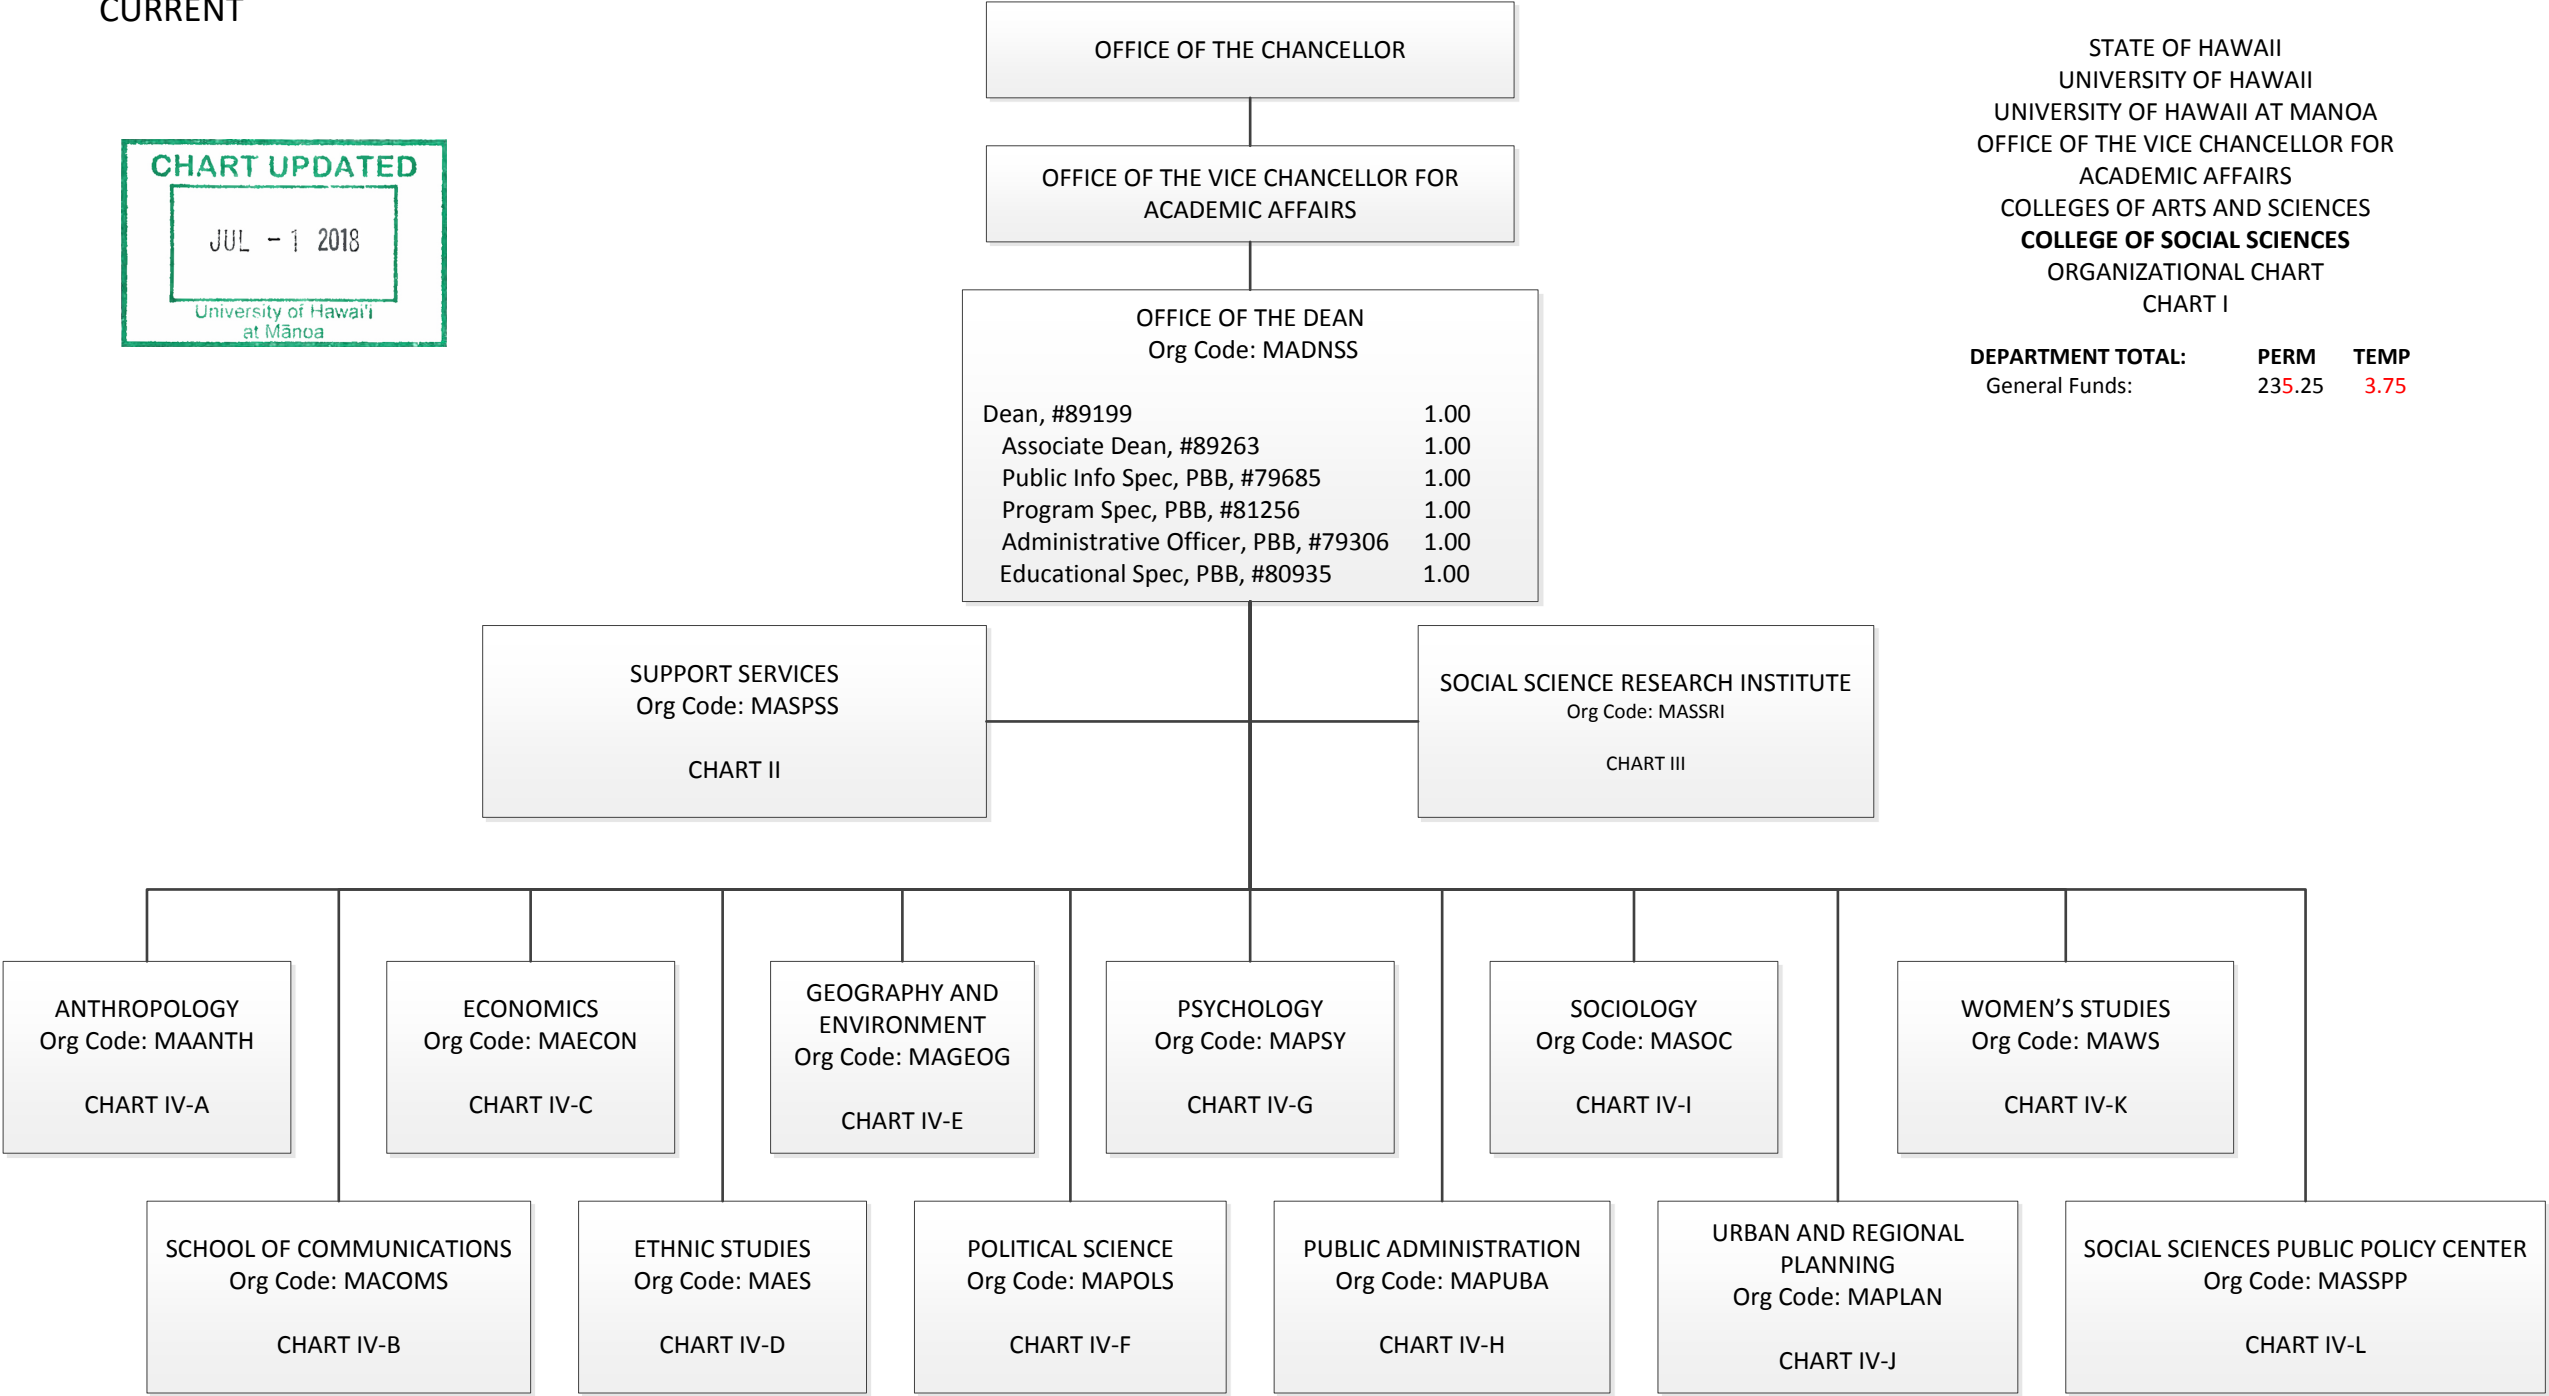 CURRENT
CHART UPDATED
JUL - 1 2018
University of Hawai'i
at Mānoa
OFFICE OF THE CHANCELLOR
OFFICE OF THE VICE CHANCELLOR FOR
ACADEMIC AFFAIRS
STATE OF HAWAII
UNIVERSITY OF HAWAII
UNIVERSITY OF HAWAII AT MANOA
OFFICE OF THE VICE CHANCELLOR FOR
ACADEMIC AFFAIRS
COLLEGES OF ARTS AND SCIENCES
COLLEGE OF SOCIAL SCIENCES
ORGANIZATIONAL CHART
CHART I
DEPARTMENT TOTAL: PERM TEMP
General Funds: 235.25 3.75
OFFICE OF THE DEAN
Org Code: MADNSS
Dean, #89199 1.00
Associate Dean, #89263 1.00
Public Info Spec, PBB, #79685 1.00
Program Spec, PBB, #81256 1.00
Administrative Officer, PBB, #79306 1.00
Educational Spec, PBB, #80935 1.00
SUPPORT SERVICES
Org Code: MASPSS
CHART II
SOCIAL SCIENCE RESEARCH INSTITUTE
Org Code: MASSRI
CHART III
ANTHROPOLOGY
Org Code: MAANTH
CHART IV-A
ECONOMICS
Org Code: MAECON
CHART IV-C
GEOGRAPHY AND
ENVIRONMENT
Org Code: MAGEOG
CHART IV-E
PSYCHOLOGY
Org Code: MAPSY
CHART IV-G
SOCIOLOGY
Org Code: MASOC
CHART IV-I
WOMEN’S STUDIES
Org Code: MAWS
CHART IV-K
SCHOOL OF COMMUNICATIONS
Org Code: MACOMS
CHART IV-B
ETHNIC STUDIES
Org Code: MAES
CHART IV-D
POLITICAL SCIENCE
Org Code: MAPOLS
CHART IV-F
PUBLIC ADMINISTRATION
Org Code: MAPUBA
CHART IV-H
URBAN AND REGIONAL
PLANNING
Org Code: MAPLAN
CHART IV-J
SOCIAL SCIENCES PUBLIC POLICY CENTER
Org Code: MASSPP
CHART IV-L